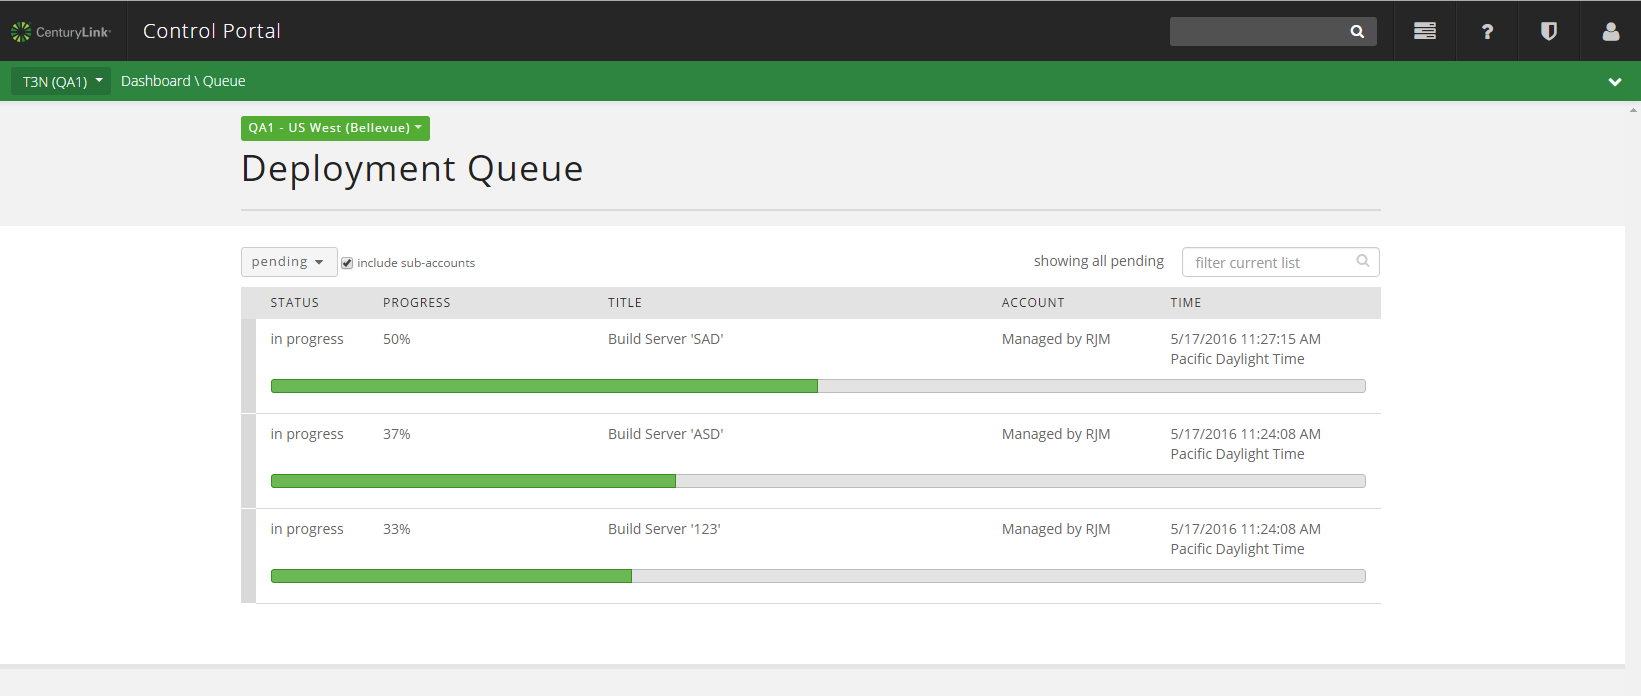 CenturyLink
Control Portal
?
T3N (QA1)
Dashboard \ Queue
QA1 - US West (Bellevue)
Deployment Queue
pending
include sub-accounts
showing all pending
filter current list
STATUS PROGRESS TITLE ACCOUNT TIME
in progress 50% Build Server 'SAD' Managed by RJM 5/17/2016 11:27:15 AM
Pacific Daylight Time
in progress 37% Build Server 'ASD' Managed by RJM 5/17/2016 11:24:08 AM
Pacific Daylight Time
in progress 33% Build Server '123' Managed by RJM 5/17/2016 11:24:08 AM
Pacific Daylight Time